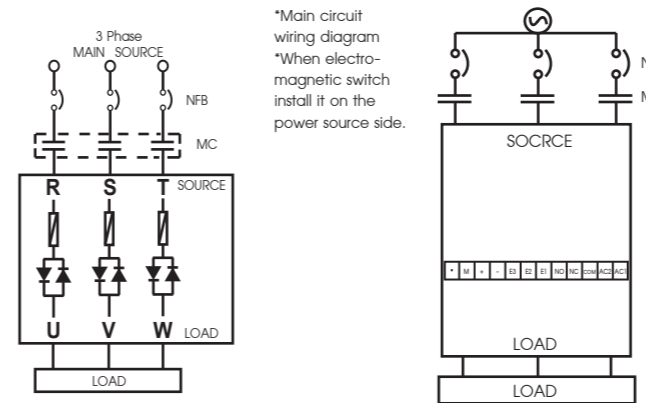 3 Phase
MAIN SOURCE
NFB
MC
R S T SOURCE
U V W LOAD
LOAD
*Main circuit
wiring diagram
*When electro-
magnetic switch
install it on the
power source side.
N
M
SOCRCE
* M + - E3 E2 E1 NO NC COM AC2 AC1
LOAD
LOAD